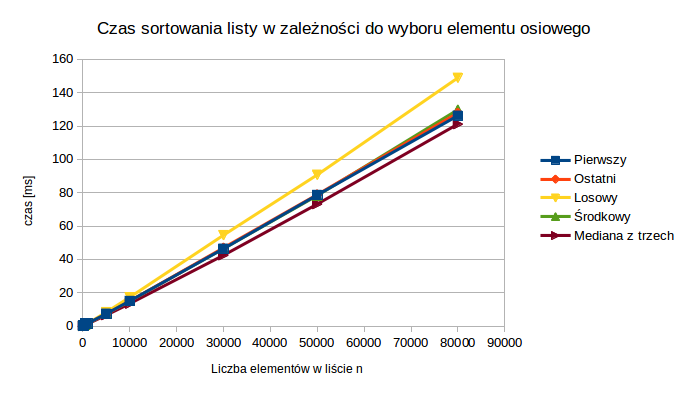 Czas sortowania listy w zależności do wyboru elementu osiowego
160
140
120
100
80
60
40
20
0
czas [ms]
0 10000 20000 30000 40000 50000 60000 70000 80000 90000
Liczba elementów w liście n
Pierwszy
Ostatni
Losowy
Środkowy
Mediana z trzech